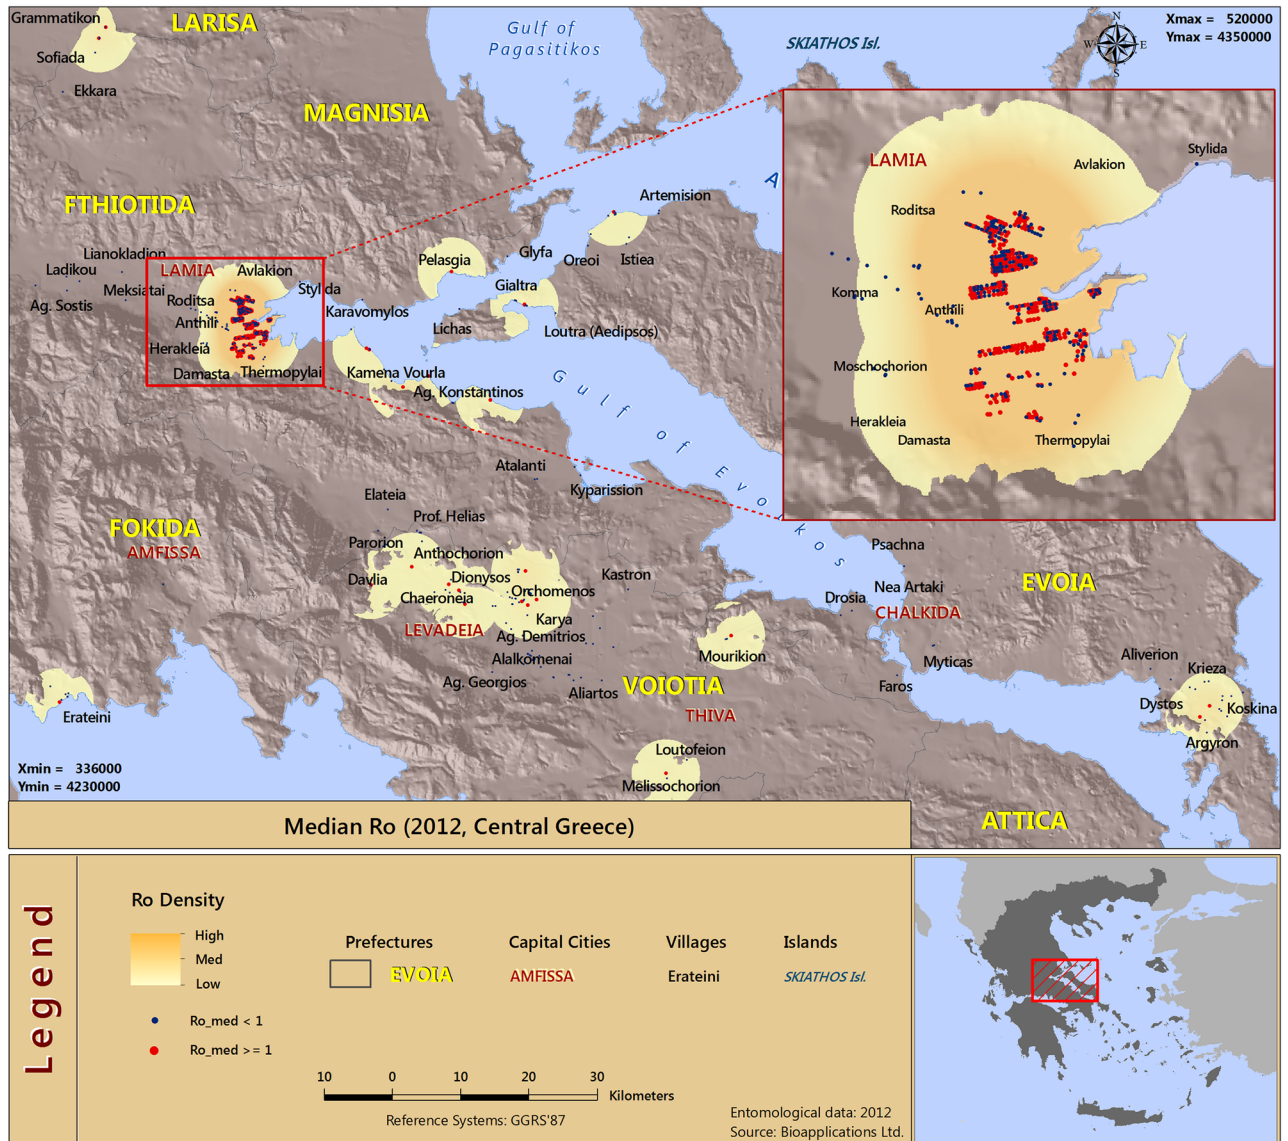 Grammatikon
LARISA
Gulf of
Pagasitikos
SKIATHOS Isl.
N
W E
S
Xmax = 520000
Ymax = 4350000
Sofiada
Ekkara
MAGNISIA
A
LAMIA
Avlakion
Stylida
Roditsa
Komma
Anthili
Moschochorion
Herakleia
Damasta
Thermopylai
FTHIOTIDA
Artemision
Lianokladion
Ladikou
LAMIA
Avlakion
Pelasgia
Glyfa
Oreoi
Istiea
Meksiatai
Stylida
Gialtra
Ag. Sostis
Roditsa
Karavomylos
Anthili
Lichas
Loutra (Aedipsos)
Herakleia
Damasta
Thermopylai
Kamena Vourla
Ag. Konstantinos
Gulf of Evoikos
Atalanti
Kyparission
Elateia
Prof. Helias
FOKIDA
AMFISSA
Parorion
Anthochorion
Psachna
Davlia
Dionysos
Kastron
EVOIA
Chaeroneia
Orchomenos
Nea Artaki
Drosia
CHALKIDA
Karya
LEVADEIA
Ag. Demitrios
Alalkomenai
Mourikion
Myticas
Aliverion
Krieza
Ag. Georgios
Aliartos
VOIOTIA
Faros
Erateini
THIVA
Dystos
Koskina
Argyron
Loutofeion
Melissochorion
Xmin = 336000
Ymin = 4230000
ATTICA
Median Ro (2012, Central Greece)
Legend
Ro Density
High
Med
Low
Ro_med < 1
Ro_med >= 1
Prefectures
Capital Cities
Villages
Islands
EVOIA
AMFISSA
Erateini
SKIATHOS Isl.
10 0 10 20 30
Kilometers
Reference Systems: GGRS'87
Entomological data: 2012
Source: Bioapplications Ltd.